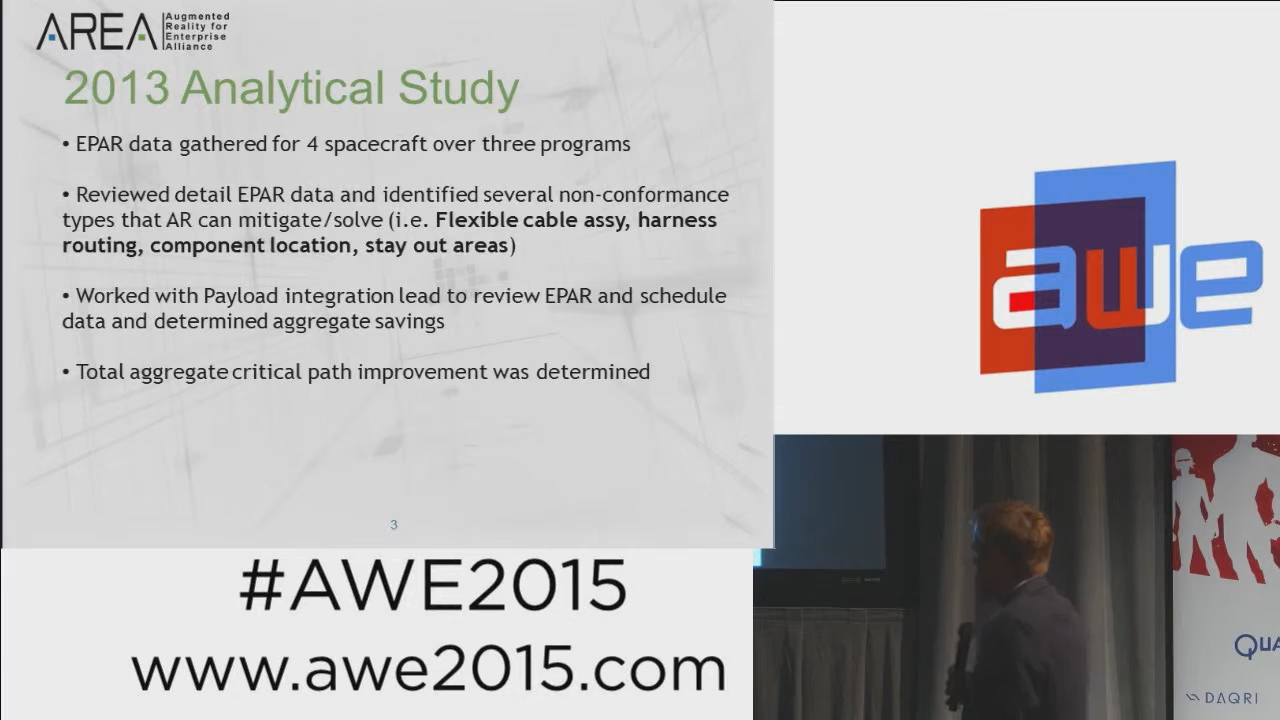 AREA
Augmented
Reality for
Enterprise
Alliance
2013 Analytical Study
• EPAR data gathered for 4 spacecraft over three programs
• Reviewed detail EPAR data and identified several non-conformance
types that AR can mitigate/solve (i.e. Flexible cable assy, harness
routing, component location, stay out areas)
• Worked with Payload integration lead to review EPAR and schedule
data and determined aggregate savings
• Total aggregate critical path improvement was determined
3
#AWE2015
www.awe2015.com
awe
QUA
DAQRI